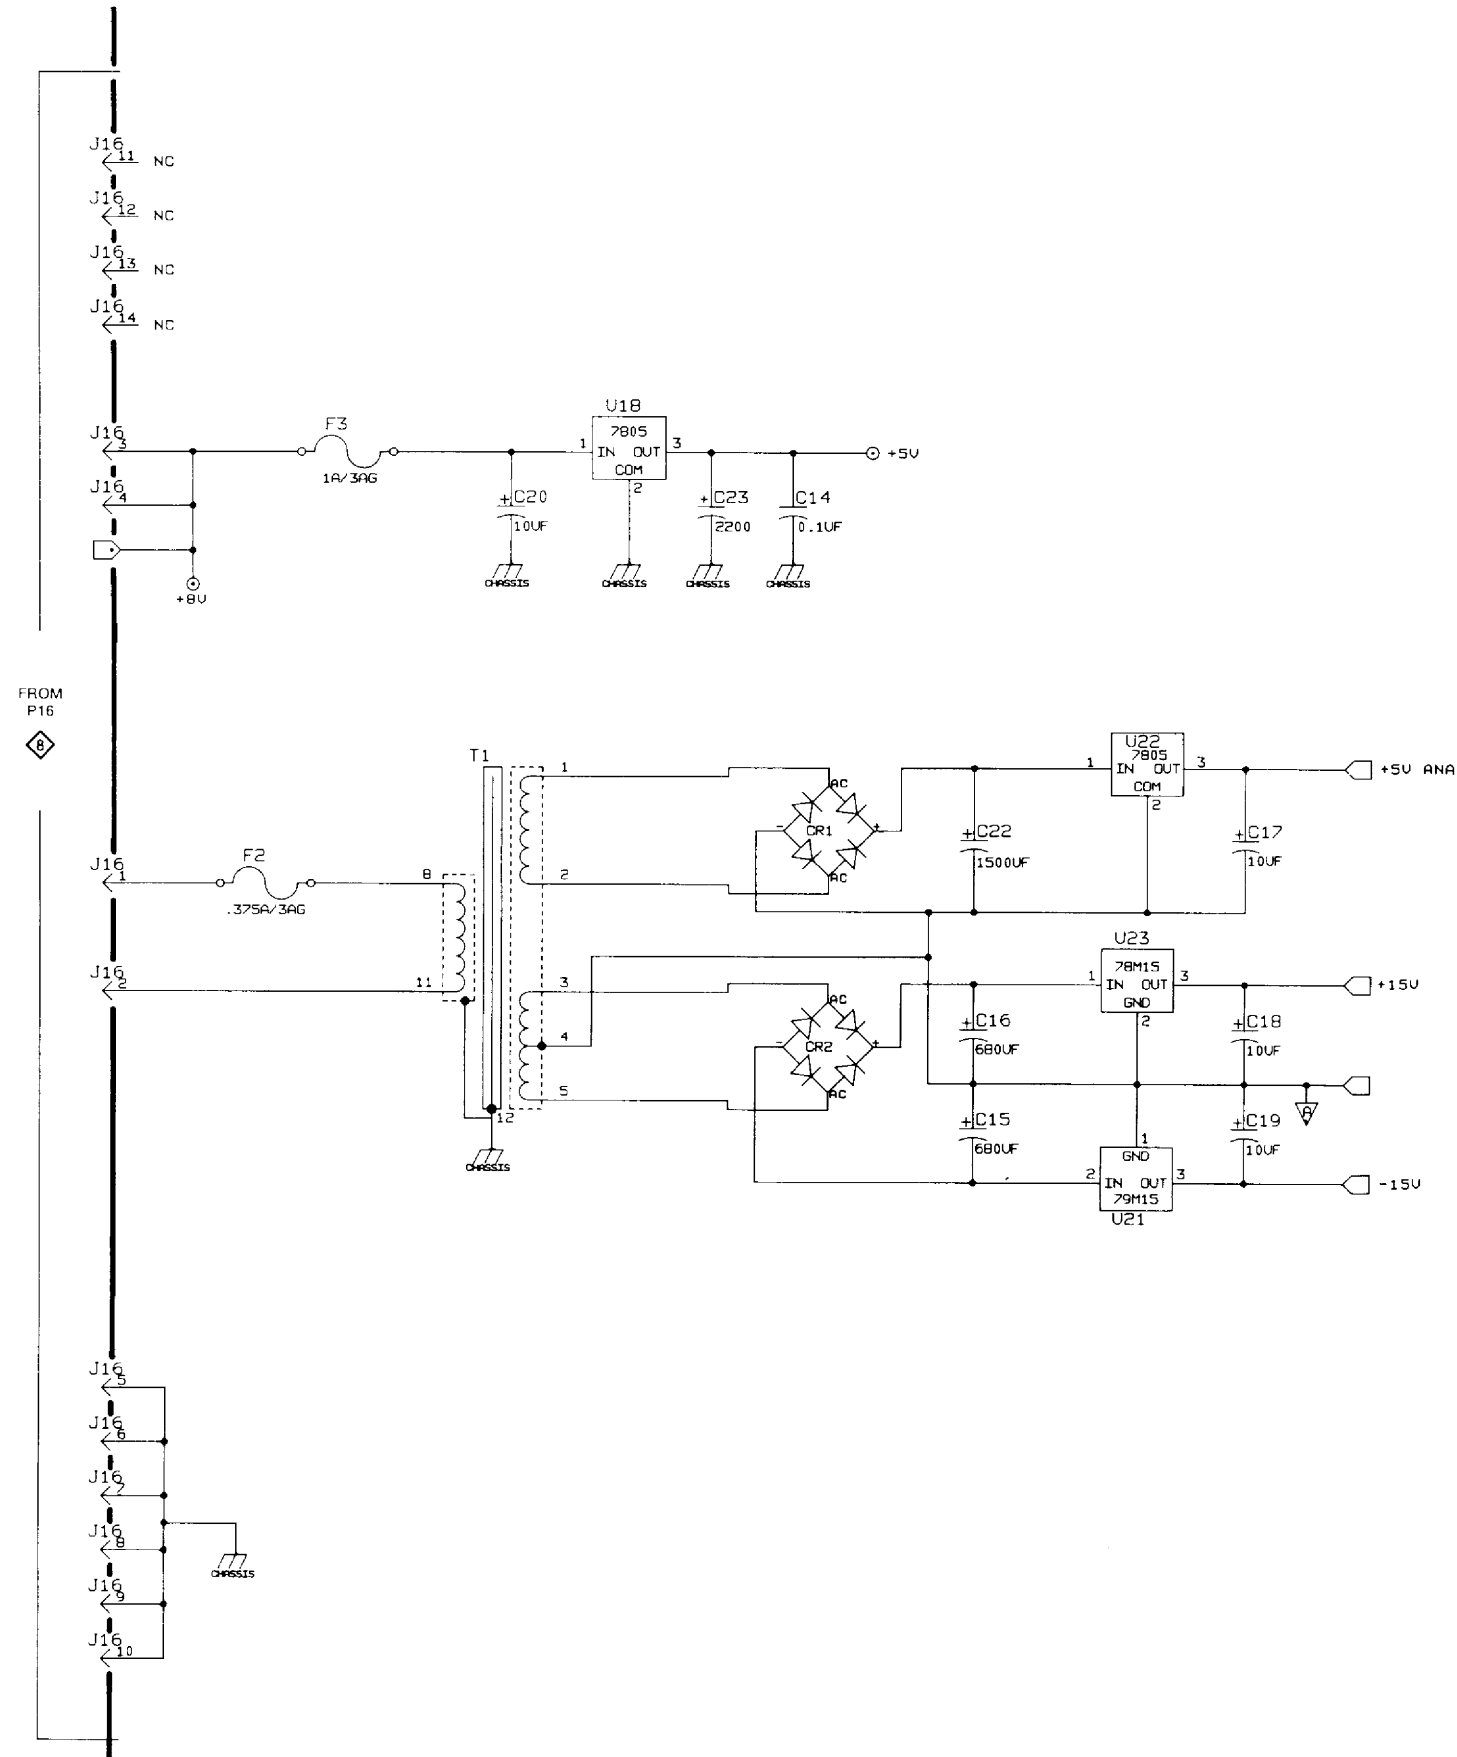 J16
11 NC
J16
12 NC
J16
13 NC
J16
14 NC
J16
3
F3
1A/3AG
U18
7805
1 IN OUT 3
COM
2
+5V
J16
4
+C20
10UF
+C23
2200
C14
0.1UF
CHASSIS
CHASSIS
CHASSIS
CHASSIS
+8V
FROM
P16
8
T1
1
AC
CR1
- +
AC
2
U22
7805
1 IN OUT 3
COM
2
+5V ANA
+C22
1500UF
+C17
10UF
J16
1
F2
.375A/3AG
8
J16
2
11
3
4
5
12
CHASSIS
AC
CR2
- +
AC
U23
78M15
1 IN OUT 3
GND
2
+15V
+C16
680UF
+C18
10UF
A
+C15
680UF
+C19
10UF
1
GND
2 IN OUT 3
79M15
U21
-15V
J16
5
J16
6
J16
7
J16
8
CHASSIS
J16
9
J16
10